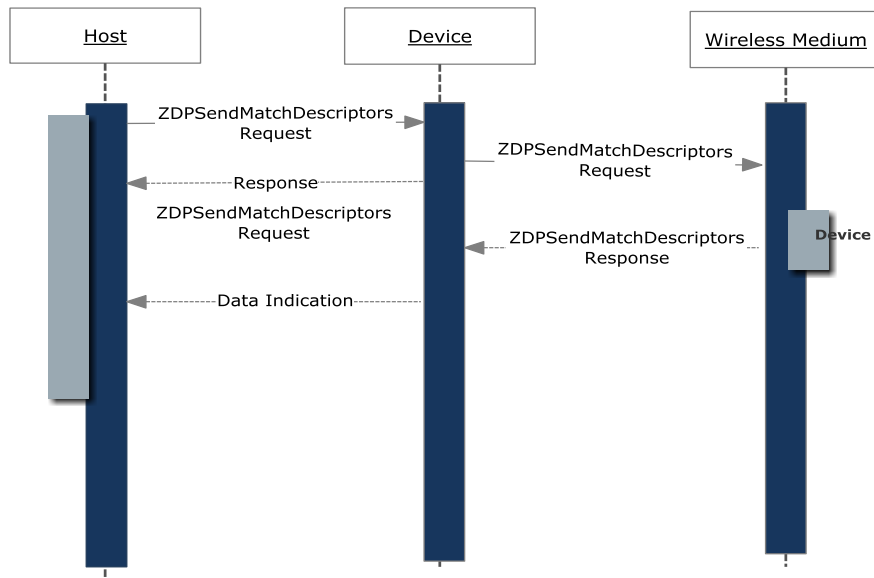 Host
Device
Wireless Medium
ZDPSendMatchDescriptors
Request
ZDPSendMatchDescriptors
Request
Response
ZDPSendMatchDescriptors
Request
ZDPSendMatchDescriptors
Response
Device
Data Indication